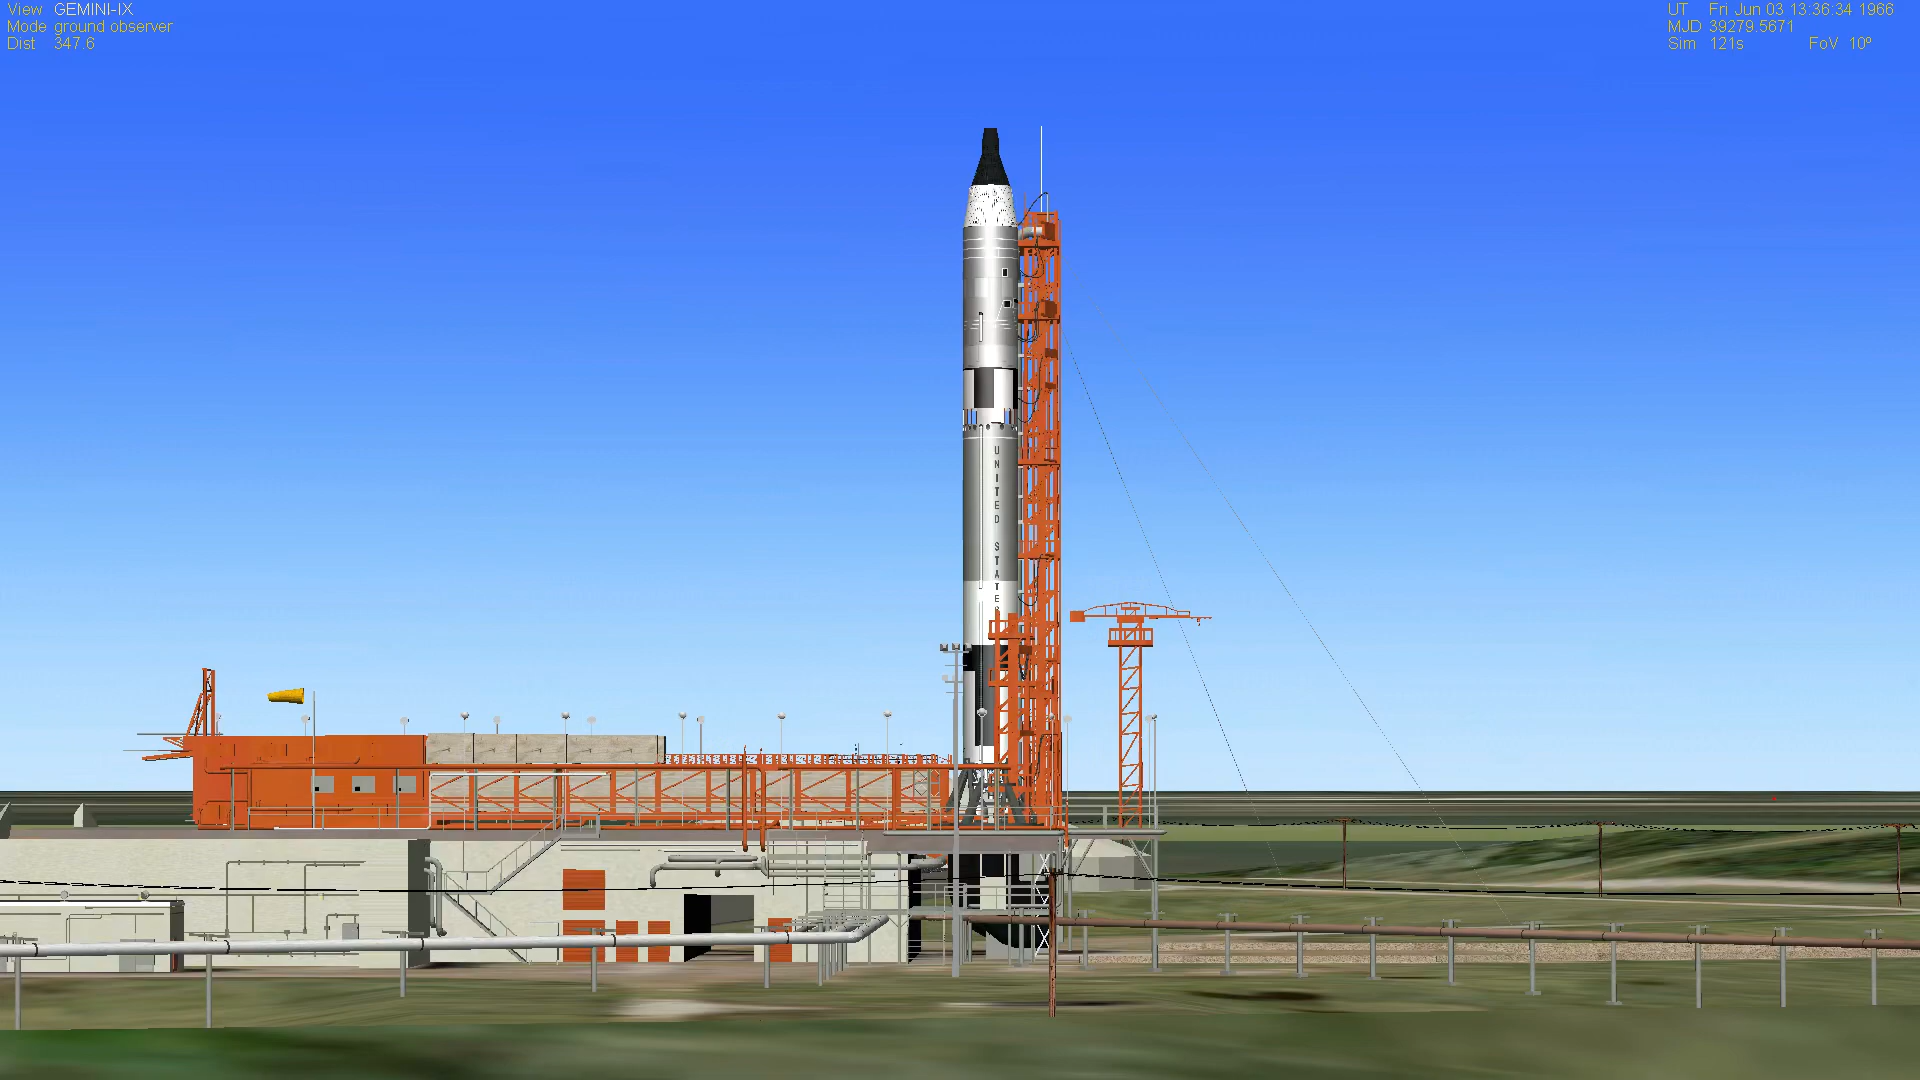 View GEMINI-IX
Mode ground observer
Dist 347.6
UT Fri Jun 03 13:36:34 1966
MJD 39279.5671
Sim 121s FoV 10°
UNITED STATES